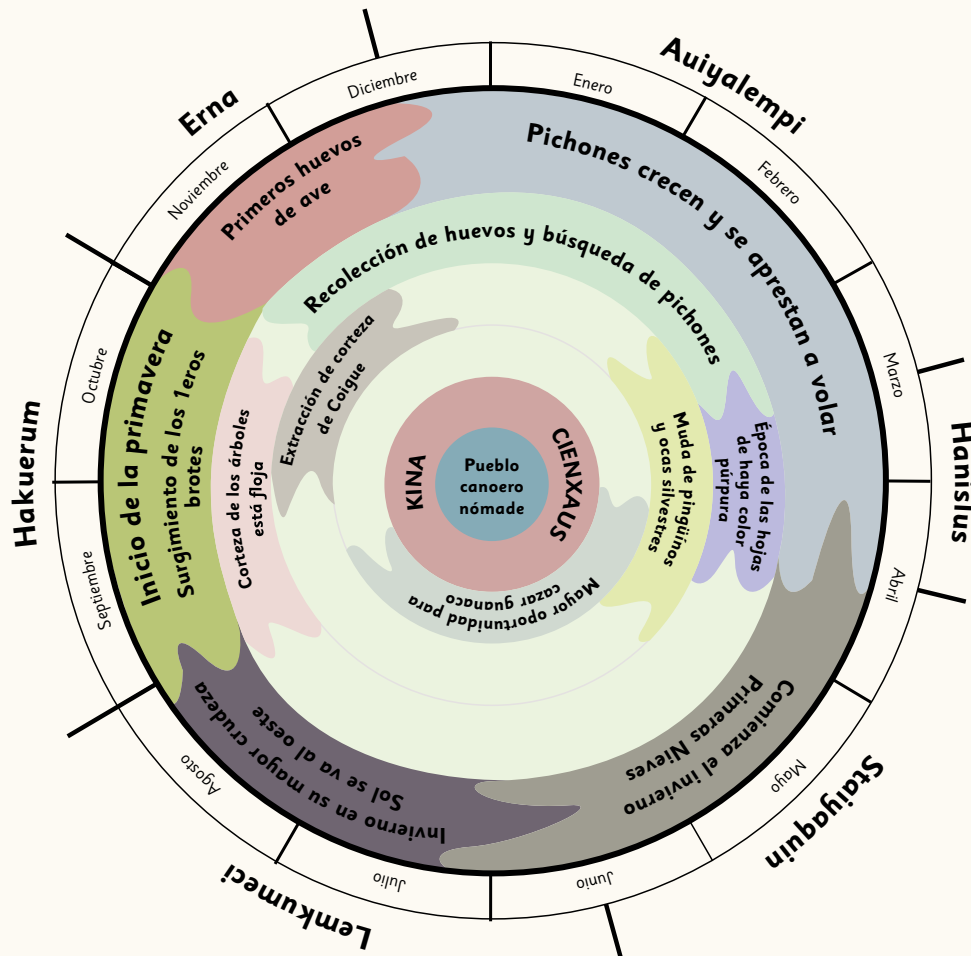 Auiyalempi
Hanislus
Staiyaquin
Lemkumeci
Hakuerum
Erna
Enero
Febrero
Marzo
Abril
Mayo
Junio
Julio
Agosto
Septiembre
Octubre
Noviembre
Diciembre
Pichones crecen y se aprestan a volar
Comienza el invierno
Primeras Nieves
Invierno en su mayor crudeza
Sol se va al oeste
Inicio de la primavera
Surgimiento de los 1eros
brotes
Primeros huevos
de ave
Recolección de huevos y búsqueda de pichones
Época de las hojas
de haya color
púrpura
Muda de pingüinos
y ocas silvestres
Mayor oportunidad para
cazar guanaco
Corteza de los árboles
está floja
Extracción de corteza
de Coigue
KINA
CIENXAUS
Pueblo
canoero
nómade